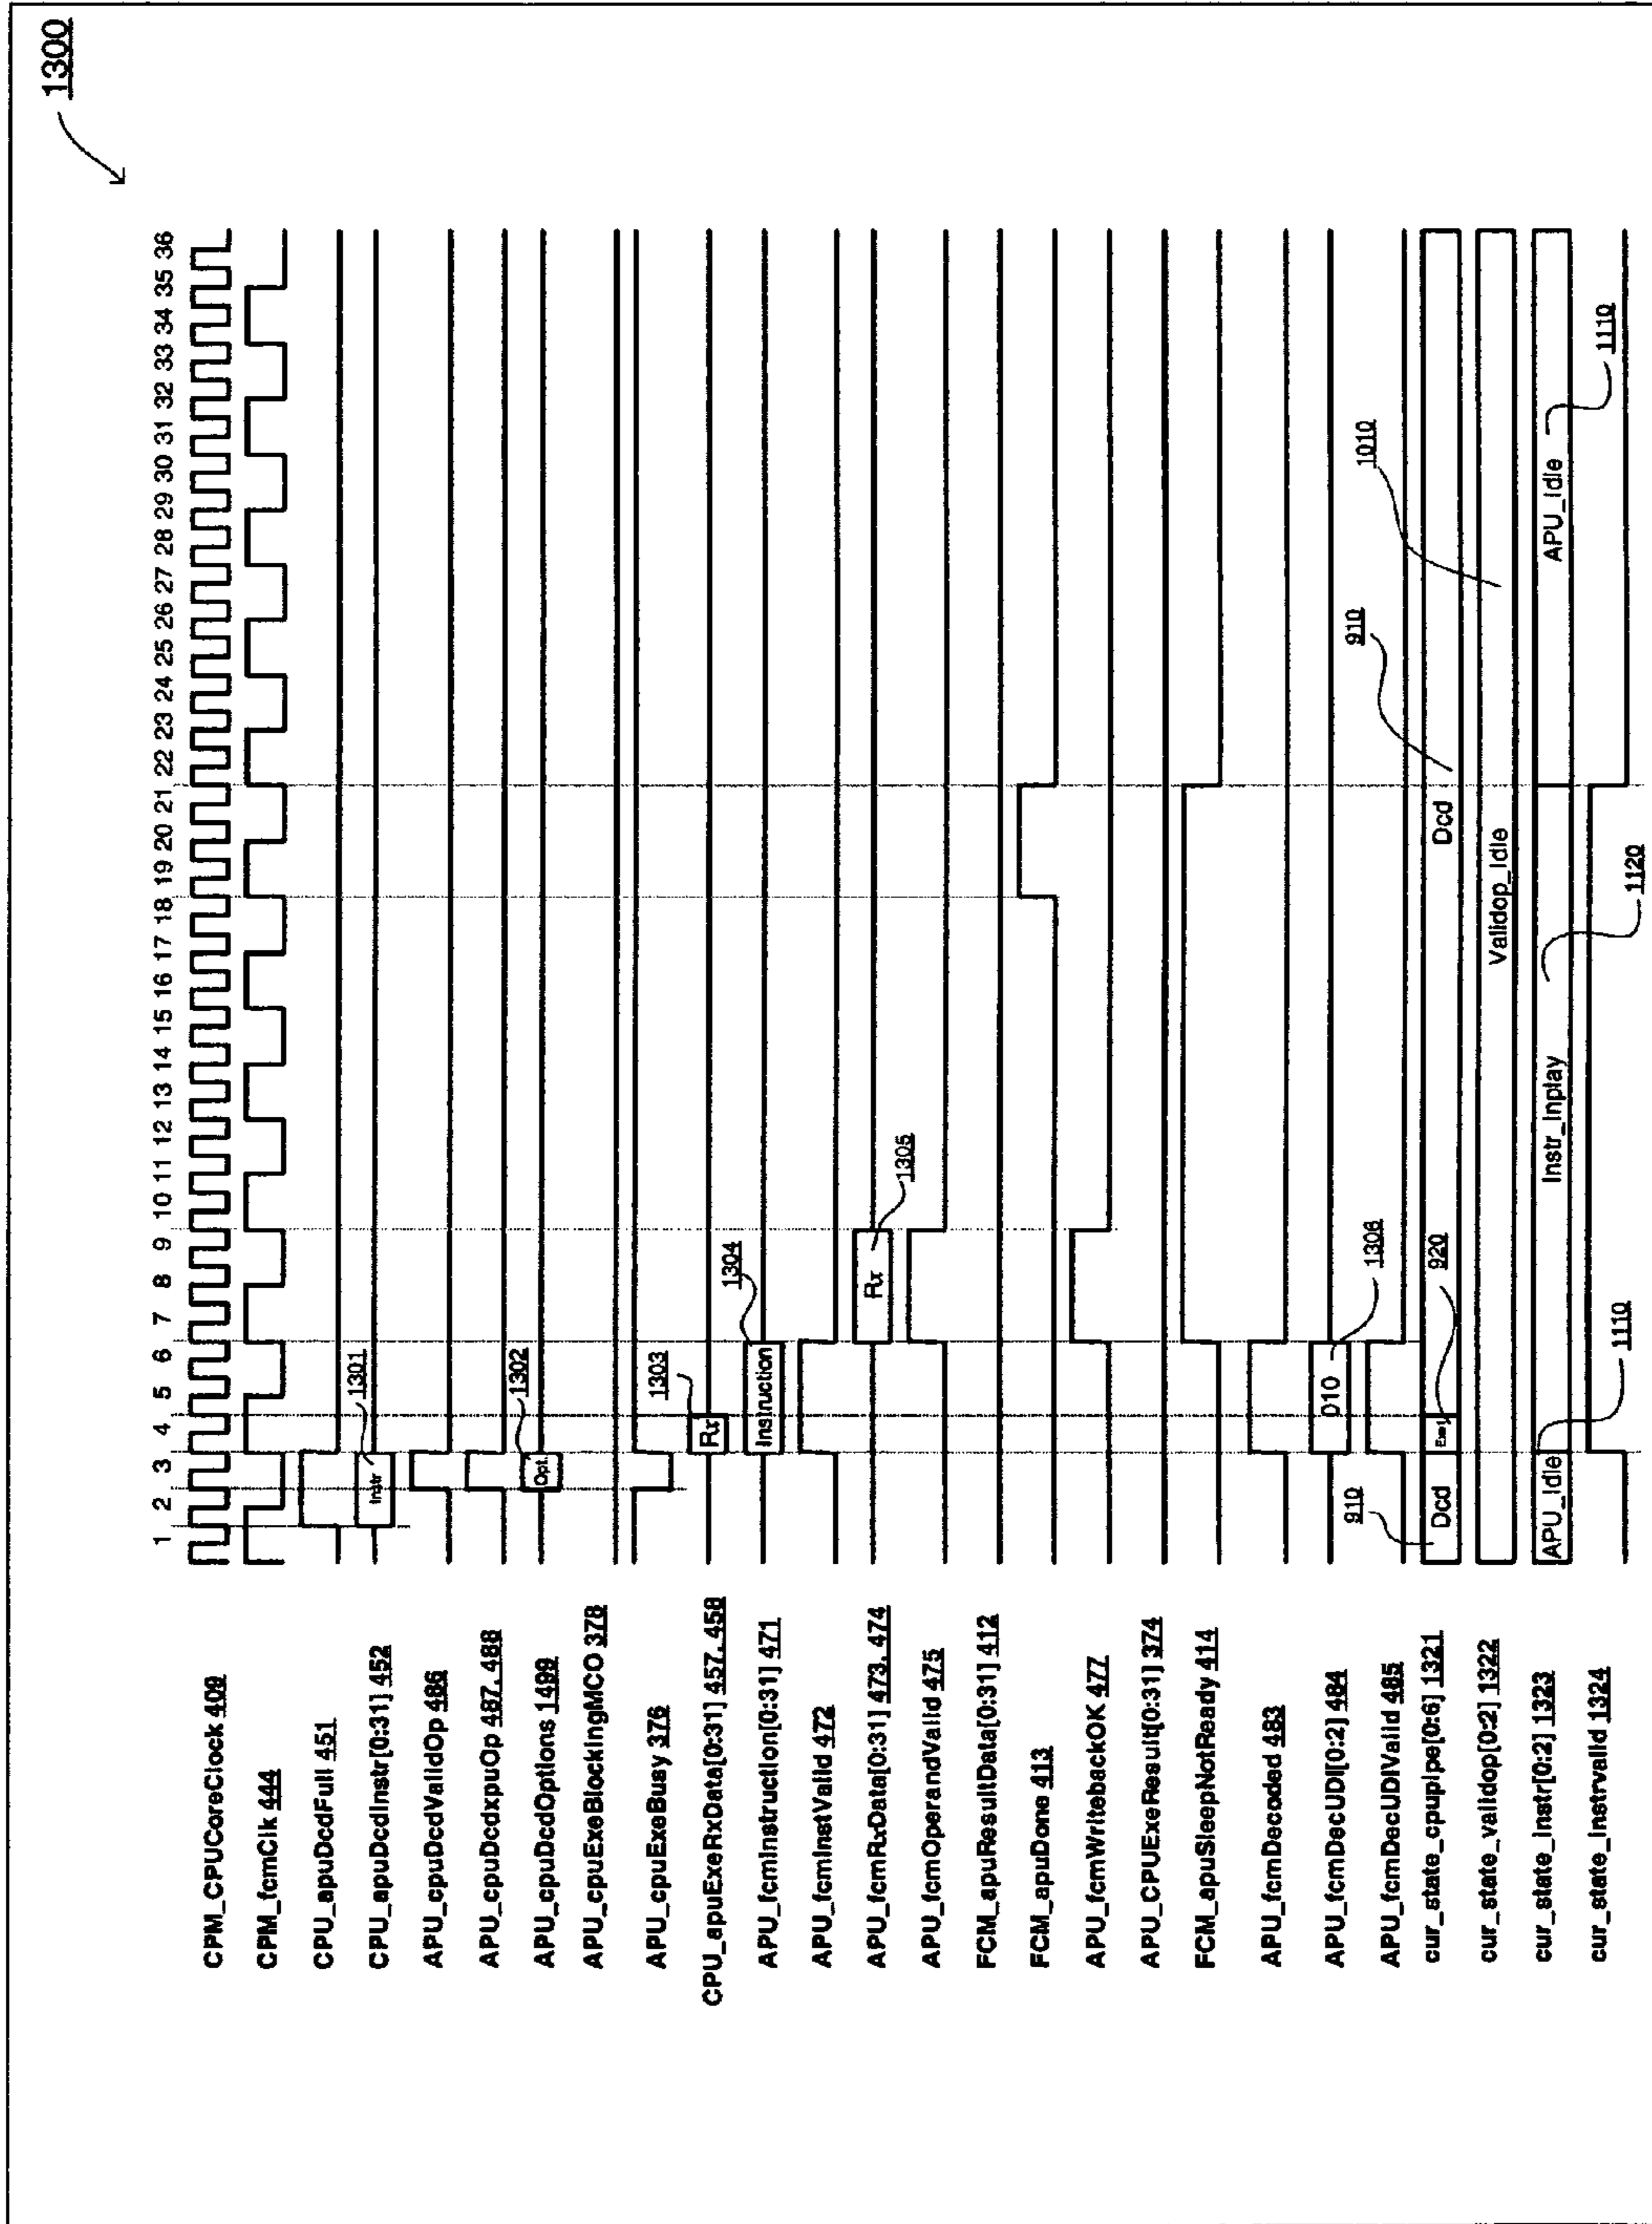 1300
1 2 3 4 5 6 7 8 9 10 11 12 13 14 15 16 17 18 19 20 21 22 23 24 25 26 27 28 29 30 31 32 33 34 35 36
CPM_CPUCoreClock 409
CPM_fcmClk 444
CPU_apuDcdFull 451
CPU_apuDcdInstr[0:31] 452
Instr
1301
APU_cpuDcdValidOp 486
APU_cpuDcdxpuOp 487, 488
APU_cpuDcdOptions 1499
Opt.
1302
APU_cpuExeBlockingMCO 378
APU_cpuExeBusy 376
CPU_apuExeRxData[0:31] 457, 458
Rx
1303
APU_fcmInstruction[0:31] 471
Instruction
1304
APU_fcmInstValid 472
APU_fcmRxData[0:31] 473, 474
Rx
1305
APU_fcmOperandValid 475
FCM_apuResultData[0:31] 412
FCM_apuDone 413
APU_fcmWritebackOK 477
APU_CPUExeResult[0:31] 374
FCM_apuSleepNotReady 414
APU_fcmDecoded 483
APU_fcmDecUDI[0:2] 484
010
1306
APU_fcmDecUDIValid 485
cur_state_cpupipe[0:6] 1321
910
Dcd
Exe1
920
Dcd
910
cur_state_validop[0:2] 1322
Validop_Idle
1010
cur_state_instr[0:2] 1323
APU_Idle
1110
Instr_Inplay
1120
APU_Idle
1110
cur_state_instrvalid 1324